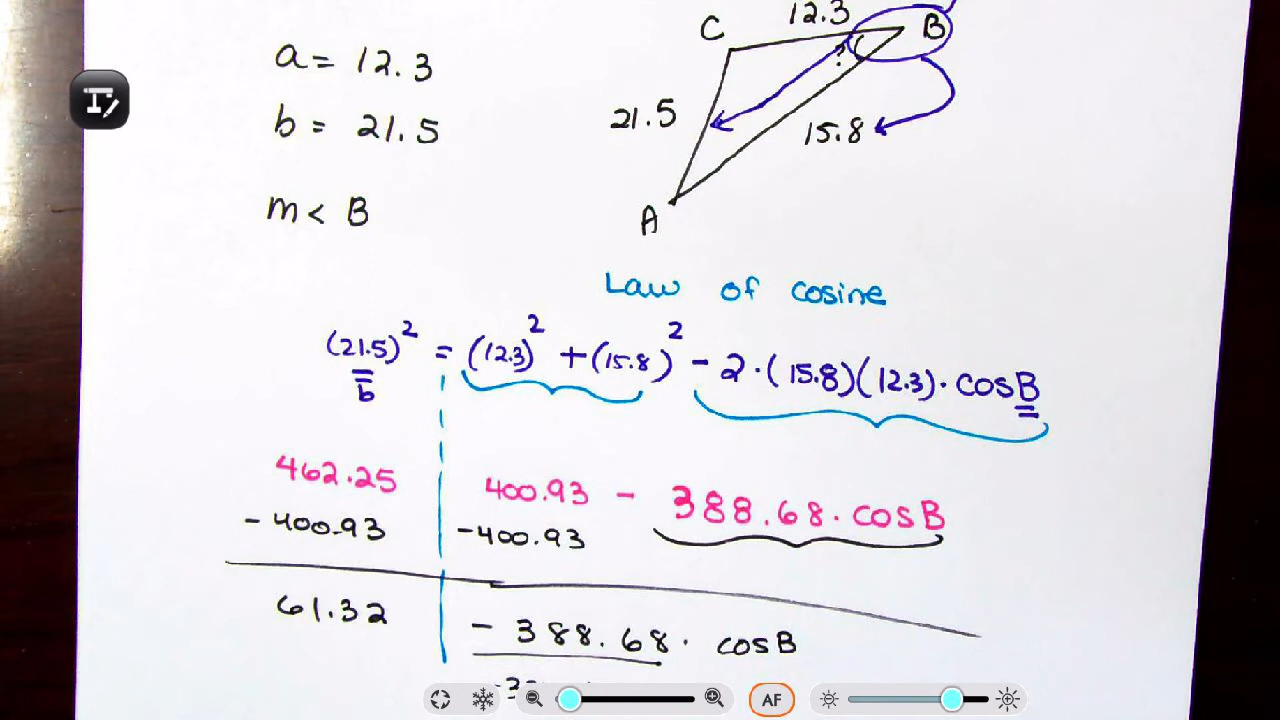 a = 12.3
b = 21.5
m < B
C 12.3 B
?
21.5
15.8
A
Law of cosine
(21.5)² = (12.3)² + (15.8)² - 2 · (15.8)(12.3) · cosB
b
462.25 400.93 - 388.68 · cosB
-400.93 -400.93
61.32 - 388.68 · cosB
AF